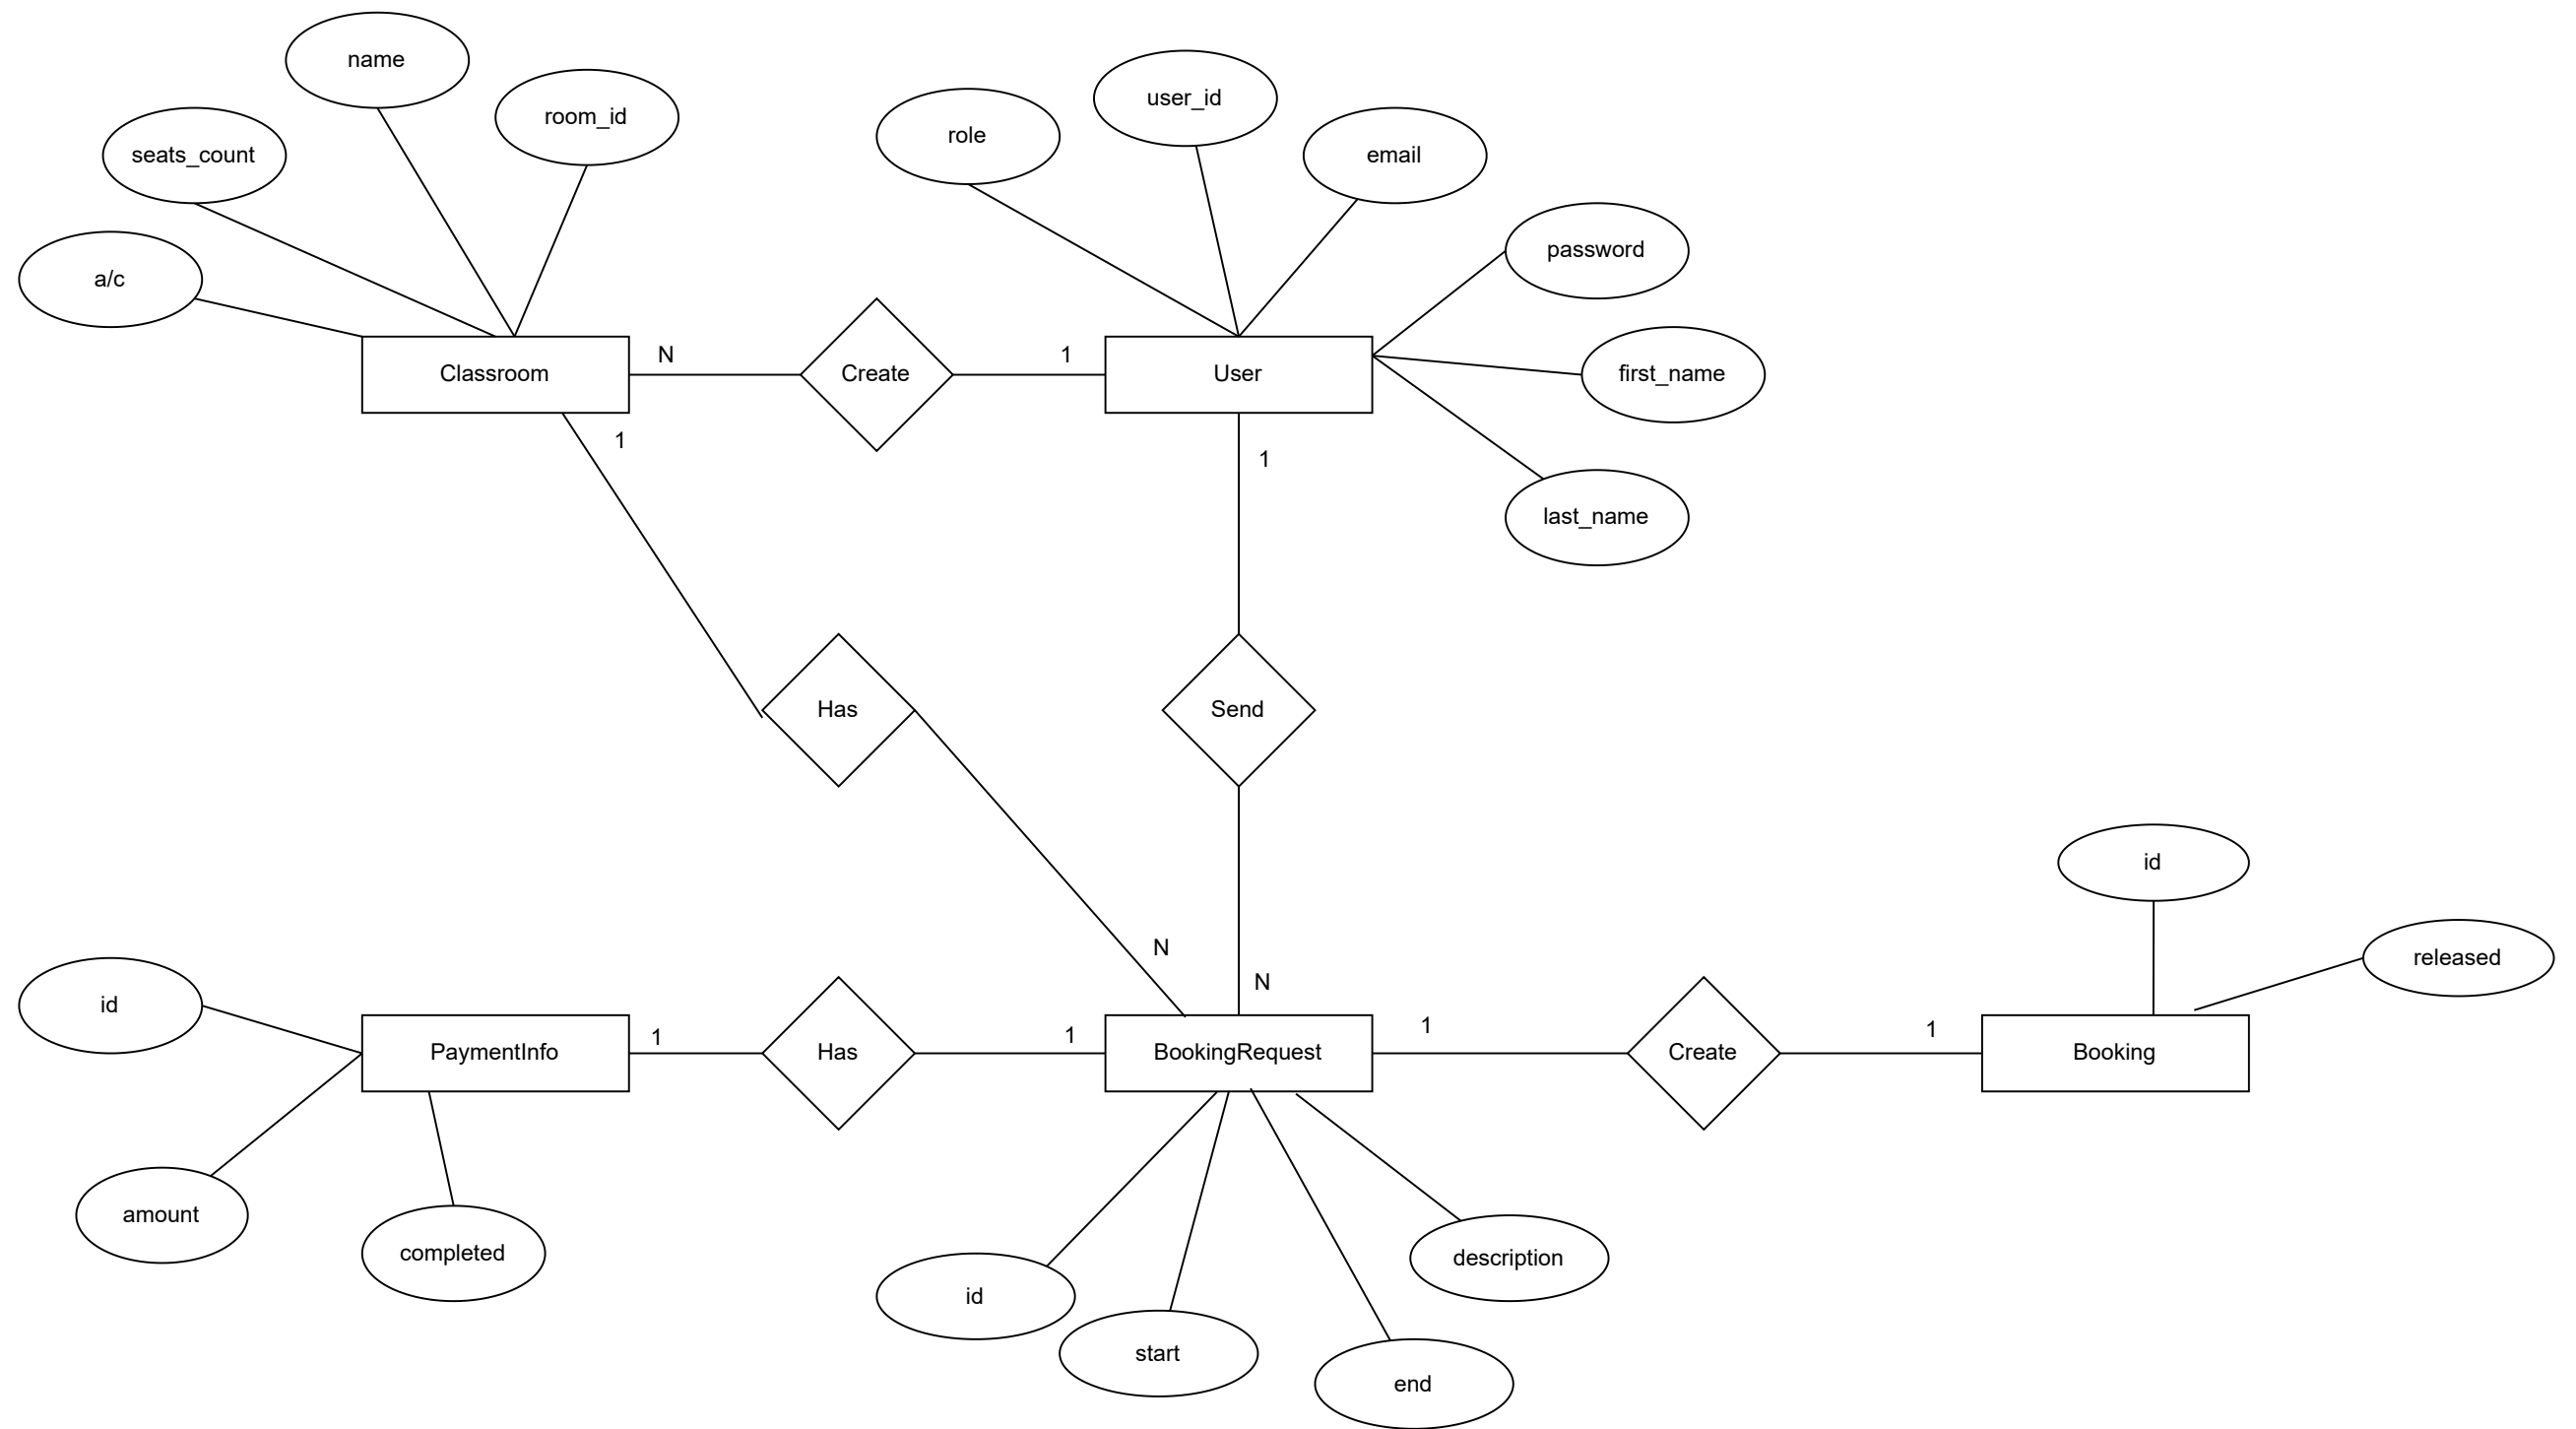 name
room_id
seats_count
a/c
role
user_id
email
password
first_name
last_name
Classroom
N
Create
1
User
1
1
Has
Send
N
N
id
released
id
PaymentInfo
1
Has
1
BookingRequest
1
Create
1
Booking
amount
completed
id
start
end
description